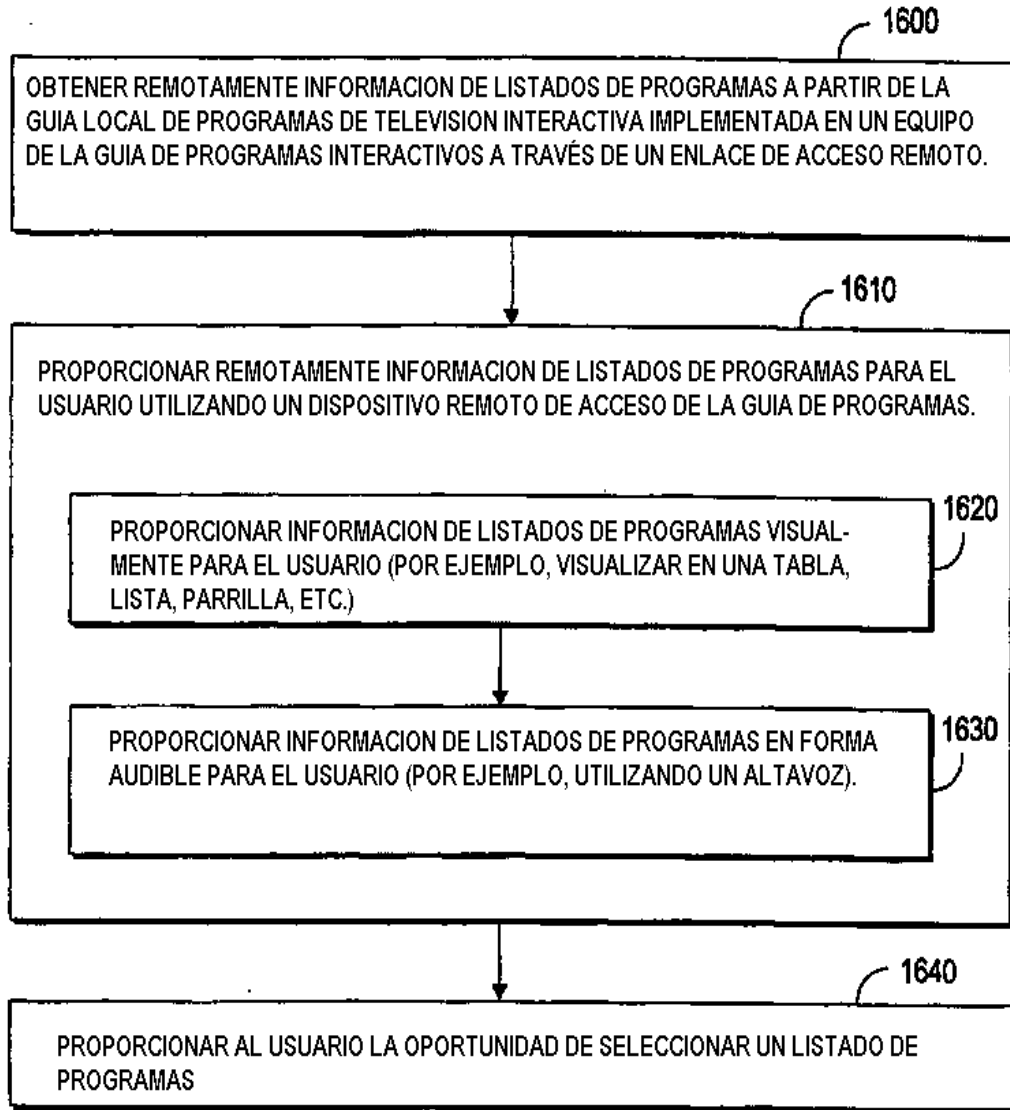 1600
OBTENER REMOTAMENTE INFORMACION DE LISTADOS DE PROGRAMAS A PARTIR DE LA
GUIA LOCAL DE PROGRAMAS DE TELEVISION INTERACTIVA IMPLEMENTADA EN UN EQUIPO
DE LA GUIA DE PROGRAMAS INTERACTIVOS A TRAVÉS DE UN ENLACE DE ACCESO REMOTO.
1610
PROPORCIONAR REMOTAMENTE INFORMACION DE LISTADOS DE PROGRAMAS PARA EL
USUARIO UTILIZANDO UN DISPOSITIVO REMOTO DE ACCESO DE LA GUIA DE PROGRAMAS.
1620
PROPORCIONAR INFORMACION DE LISTADOS DE PROGRAMAS VISUAL-
MENTE PARA EL USUARIO (POR EJEMPLO, VISUALIZAR EN UNA TABLA,
LISTA, PARRILLA, ETC.)
1630
PROPORCIONAR INFORMACION DE LISTADOS DE PROGRAMAS EN FORMA
AUDIBLE PARA EL USUARIO (POR EJEMPLO, UTILIZANDO UN ALTAVOZ).
1640
PROPORCIONAR AL USUARIO LA OPORTUNIDAD DE SELECCIONAR UN LISTADO DE
PROGRAMAS